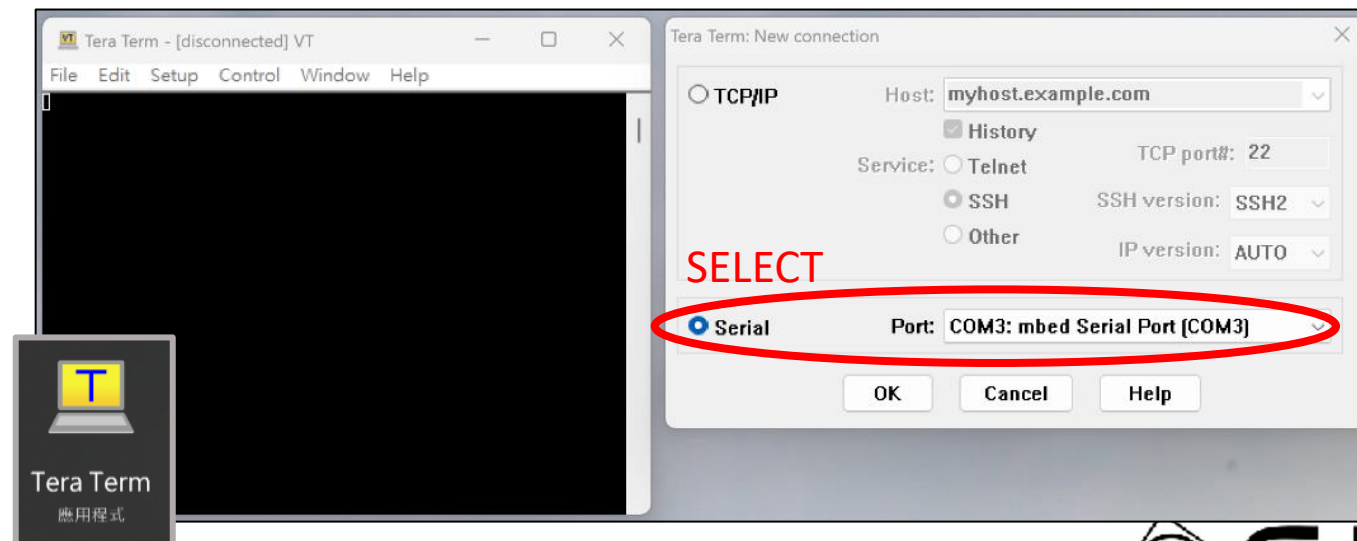 Tera Term - [disconnected] VT
File Edit Setup Control Window Help
Tera Term: New connection
TCP/IP
Host: myhost.example.com
History
Service: Telnet
TCP port#: 22
SSH
SSH version: SSH2
Other
IP version: AUTO
SELECT
Serial
Port: COM3: mbed Serial Port (COM3)
OK Cancel Help
T
Tera Term
應用程式